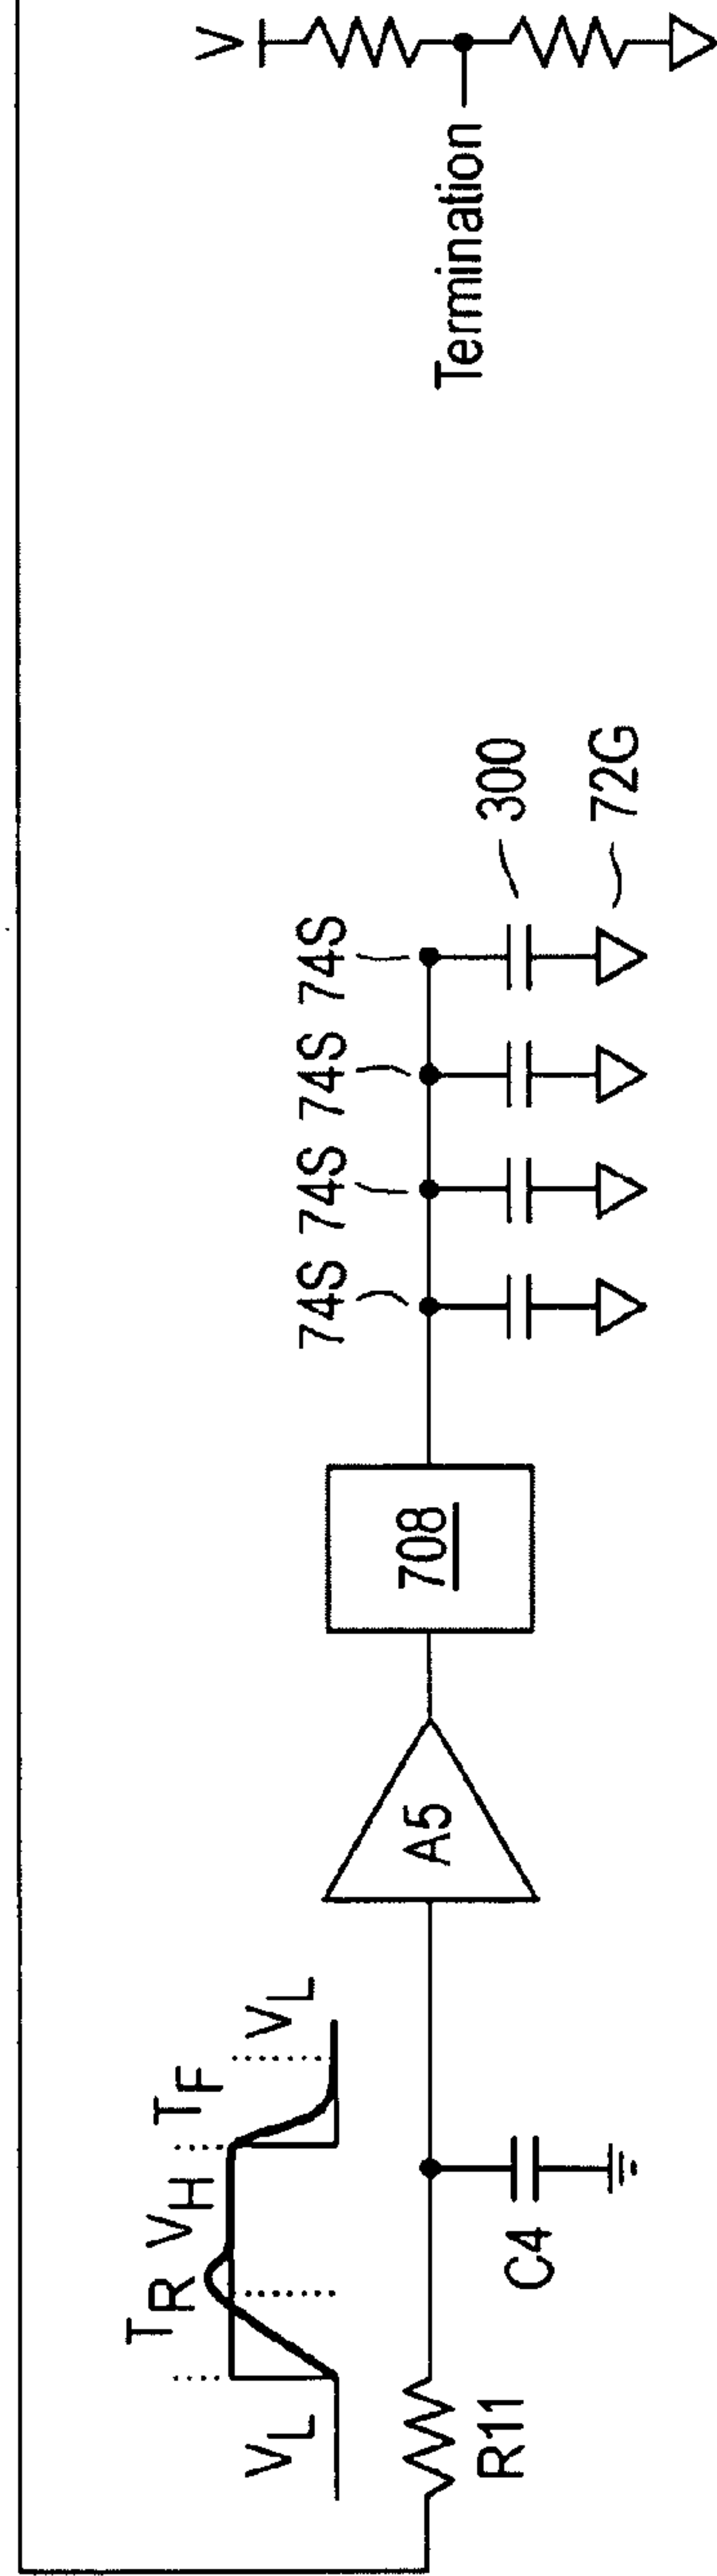 V_L T_R V_H T_F V_L
R11
C4
A5
708
74S 74S 74S 74S
300
72G
Termination
V